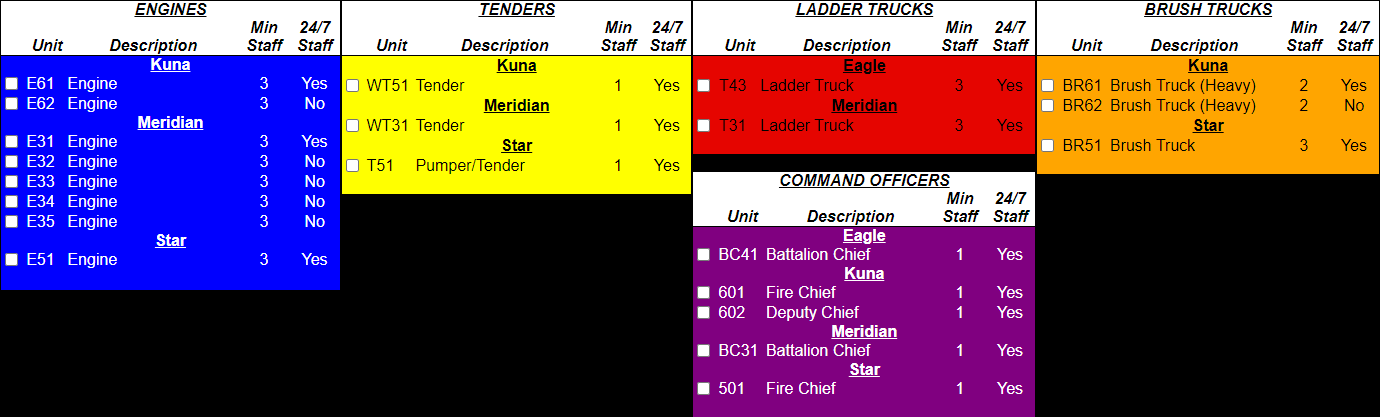 ENGINES
Unit Description Min Staff 24/7 Staff
Kuna
E61 Engine 3 Yes
E62 Engine 3 No
Meridian
E31 Engine 3 Yes
E32 Engine 3 No
E33 Engine 3 No
E34 Engine 3 No
E35 Engine 3 No
Star
E51 Engine 3 Yes
TENDERS
Unit Description Min Staff 24/7 Staff
Kuna
WT51 Tender 1 Yes
Meridian
WT31 Tender 1 Yes
Star
T51 Pumper/Tender 1 Yes
LADDER TRUCKS
Unit Description Min Staff 24/7 Staff
Eagle
T43 Ladder Truck 3 Yes
Meridian
T31 Ladder Truck 3 Yes
COMMAND OFFICERS
Unit Description Min Staff 24/7 Staff
Eagle
BC41 Battalion Chief 1 Yes
Kuna
601 Fire Chief 1 Yes
602 Deputy Chief 1 Yes
Meridian
BC31 Battalion Chief 1 Yes
Star
501 Fire Chief 1 Yes
BRUSH TRUCKS
Unit Description Min Staff 24/7 Staff
Kuna
BR61 Brush Truck (Heavy) 2 Yes
BR62 Brush Truck (Heavy) 2 No
Star
BR51 Brush Truck 3 Yes